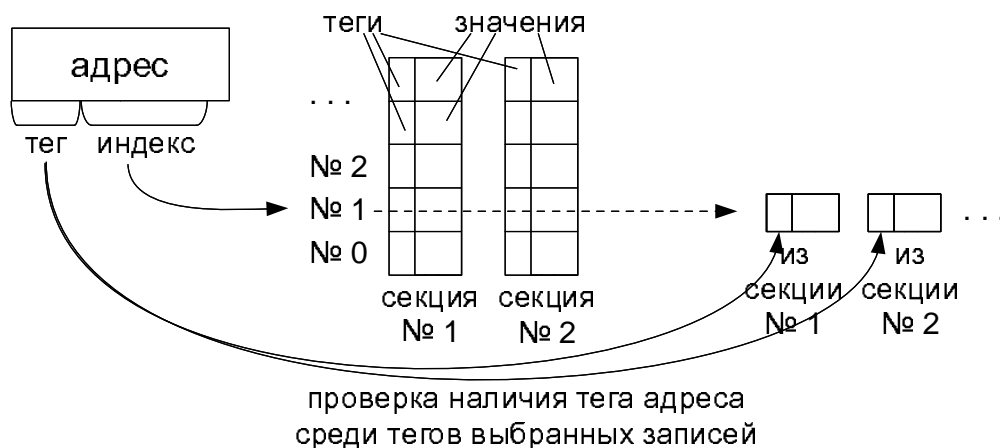 теги
значения
адрес
. . .
тег
индекс
№ 2
№ 1
№ 0
секция
№ 1
секция
№ 2
из
секции
№ 1
из
секции
№ 2
. . .
проверка наличия тега адреса
среди тегов выбранных записей